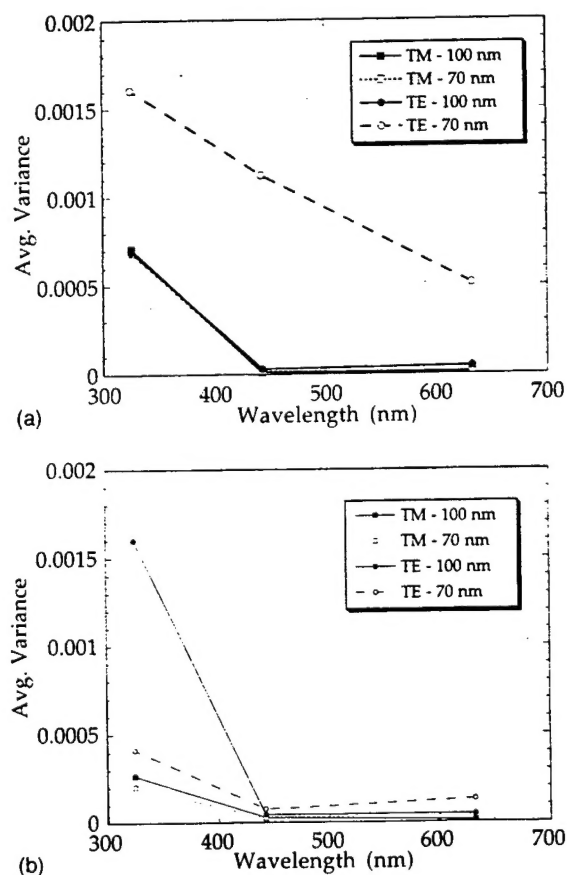 0.002
0.0015
0.001
0.0005
0
Avg. Variance
TM - 100 nm
TM - 70 nm
TE - 100 nm
TE - 70 nm
300 400 500 600 700
Wavelength (nm)
(a)
0.002
0.0015
0.001
0.0005
0
Avg. Variance
TM - 100 nm
TM - 70 nm
TE - 100 nm
TE - 70 nm
300 400 500 600 700
Wavelength (nm)
(b)